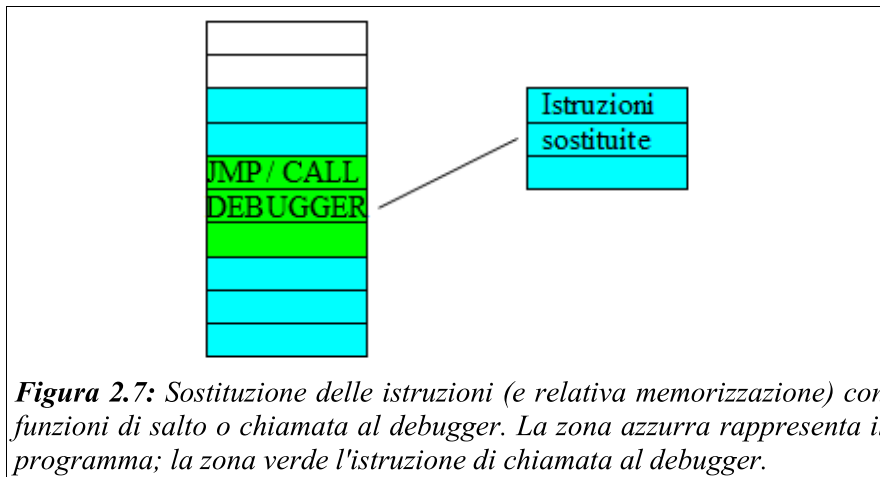 Istruzioni
sostituite
JMP / CALL
DEBUGGER
Figura 2.7: Sostituzione delle istruzioni (e relativa memorizzazione) con
funzioni di salto o chiamata al debugger. La zona azzurra rappresenta il
programma; la zona verde l'istruzione di chiamata al debugger.